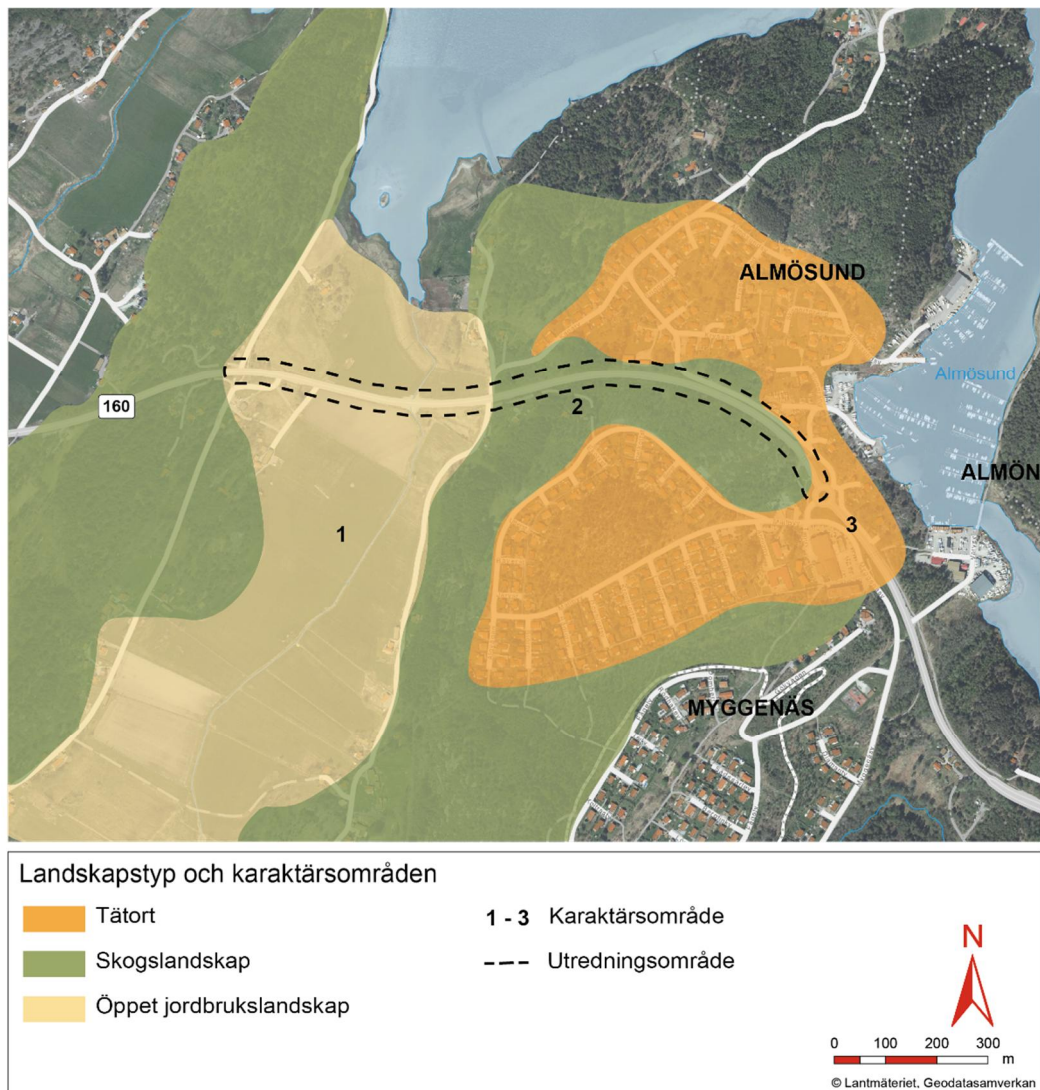 ALMÖSUND
Almösund
160
2
ALMÖN
1
3
MYGGENÄS
Landskapstyp och karaktärsområden
Tätort
Skogslandskap
Öppet jordbrukslandskap
1 - 3 Karaktärsområde
Utredningsområde
N
0 100 200 300
m
© Lantmäteriet, Geodatasamverkan